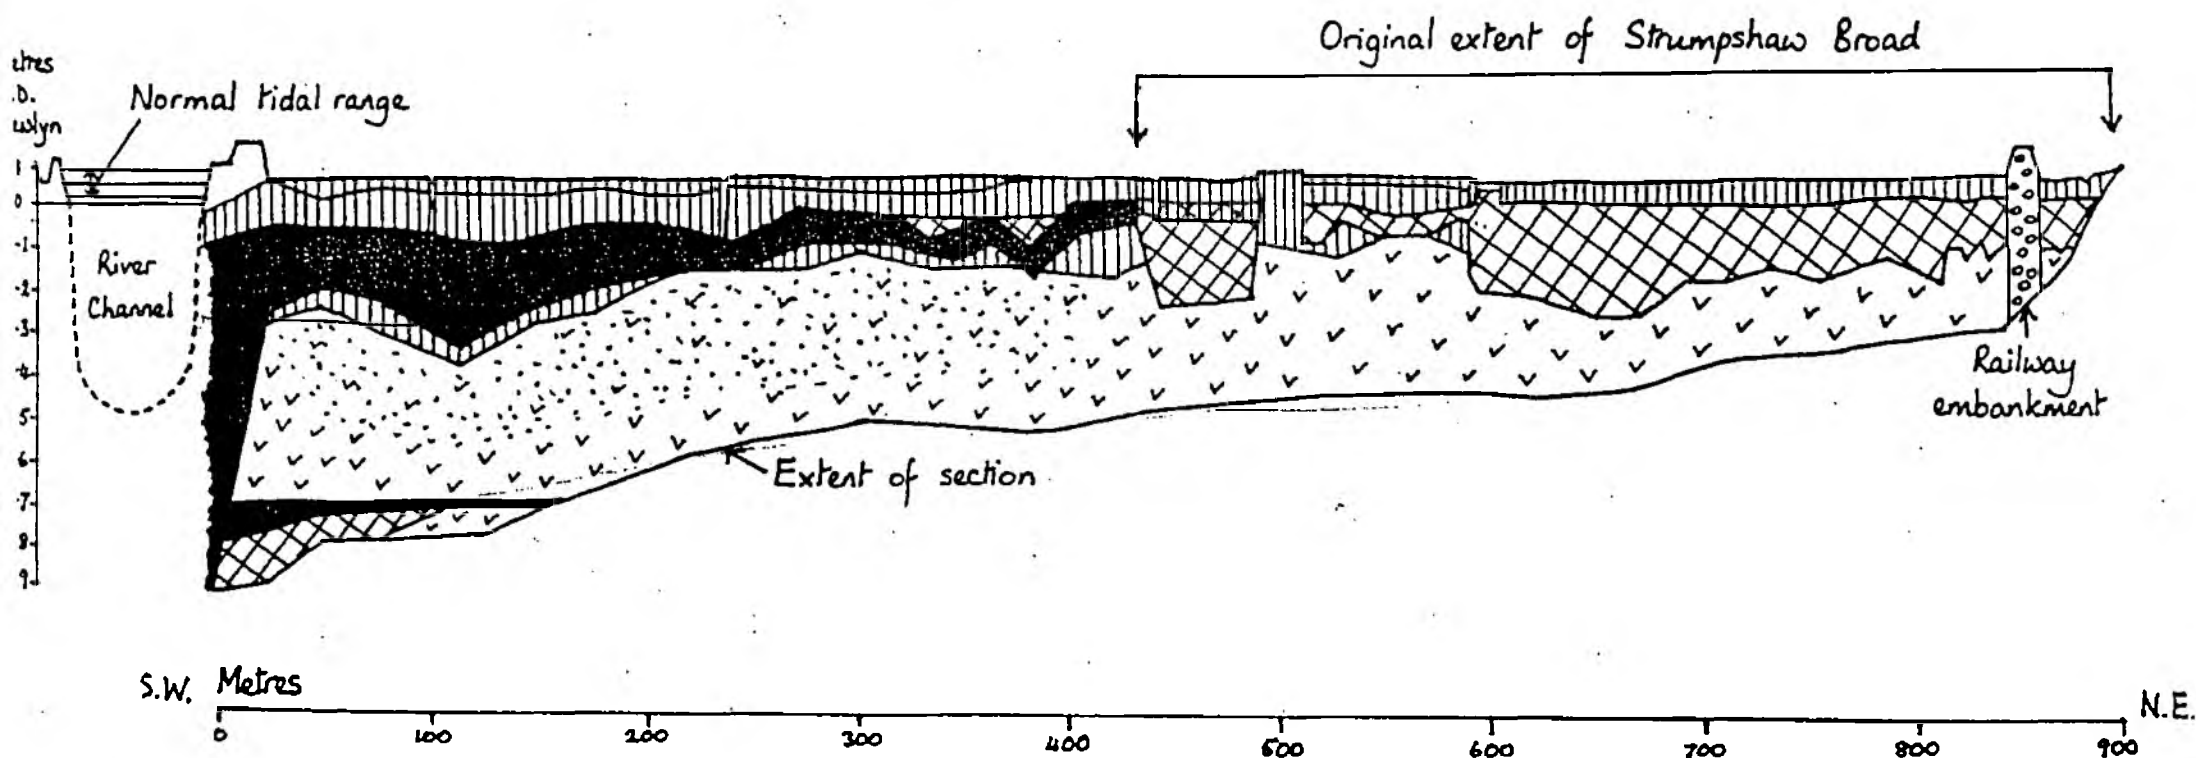 Original extent of Strumpshaw Broad
Normal tidal range
River
Channel
Railway
embankment
Extent of section
1
0
-1
-2
-3
-4
5
6
-7
8
9
S.W. Metres
N.E.
0 100 200 300 400 500 600 700 800 900